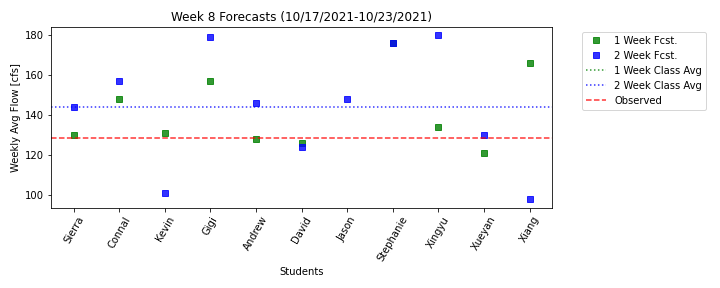 Week 8 Forecasts (10/17/2021-10/23/2021)
Weekly Avg Flow [cfs]
180
160
140
120
100
Sierra
Connal
Kevin
Gigi
Andrew
David
Jason
Stephanie
Xingyu
Xueyan
Xiang
Students
1 Week Fcst.
2 Week Fcst.
1 Week Class Avg
2 Week Class Avg
Observed